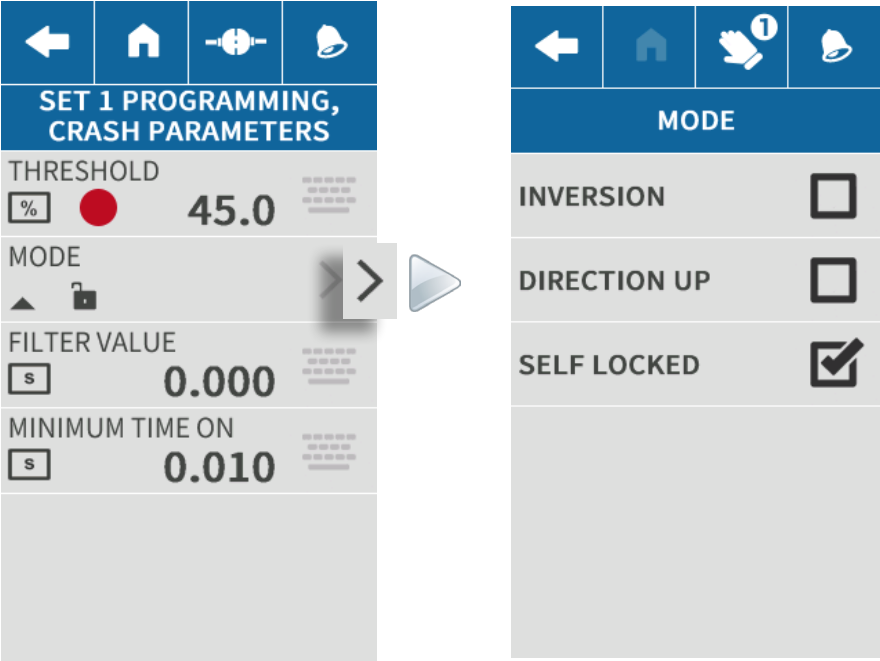 SET 1 PROGRAMMING,
CRASH PARAMETERS
THRESHOLD
% 45.0
MODE
FILTER VALUE
s 0.000
MINIMUM TIME ON
s 0.010
1
MODE
INVERSION
DIRECTION UP
SELF LOCKED